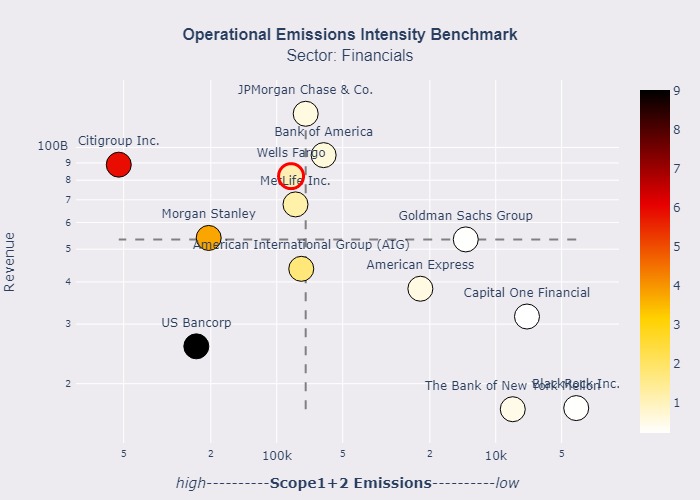 Operational Emissions Intensity Benchmark
Sector: Financials
JPMorgan Chase & Co.
Bank of America
Citigroup Inc.
Wells Fargo
MetLife Inc.
Morgan Stanley
Goldman Sachs Group
American International Group (AIG)
American Express
Capital One Financial
US Bancorp
The Bank of New York Mellon
BlackRock Inc.
Revenue
100B
9
8
7
6
5
4
3
2
5
2
100k
5
2
10k
5
high----------Scope1+2 Emissions----------low
9
8
7
6
5
4
3
2
1